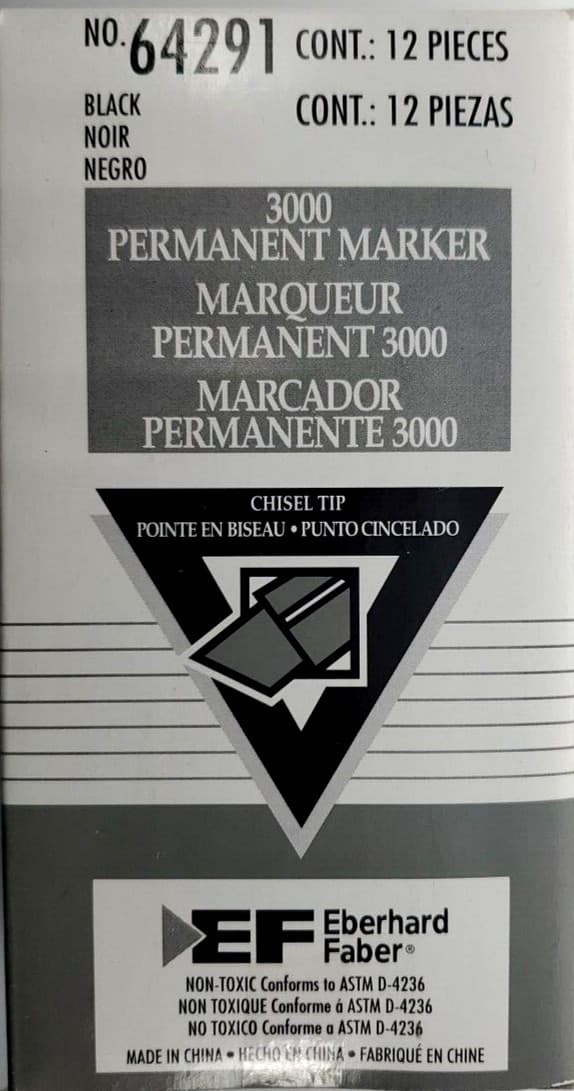 NO. 64291 CONT.: 12 PIECES
BLACK CONT.: 12 PIEZAS
NOIR
NEGRO
3000
PERMANENT MARKER
MARQUEUR
PERMANENT 3000
MARCADOR
PERMANENTE 3000
CHISEL TIP
POINTE EN BISEAU • PUNTO CINCELADO
EF Eberhard
Faber®
NON-TOXIC Conforms to ASTM D-4236
NON TOXIQUE Conforme á ASTM D-4236
NO TOXICO Conforme a ASTM D-4236
MADE IN CHINA • HECHO EN CHINA • FABRIQUÉ EN CHINE